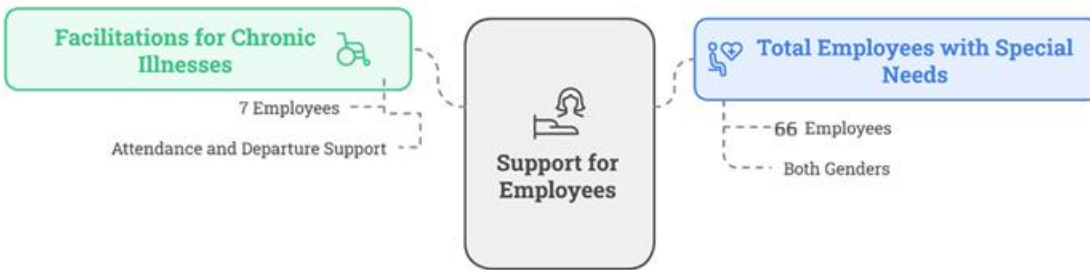 Facilitations for Chronic
Illnesses
7 Employees
Attendance and Departure Support
Support for
Employees
Total Employees with Special
Needs
66 Employees
Both Genders